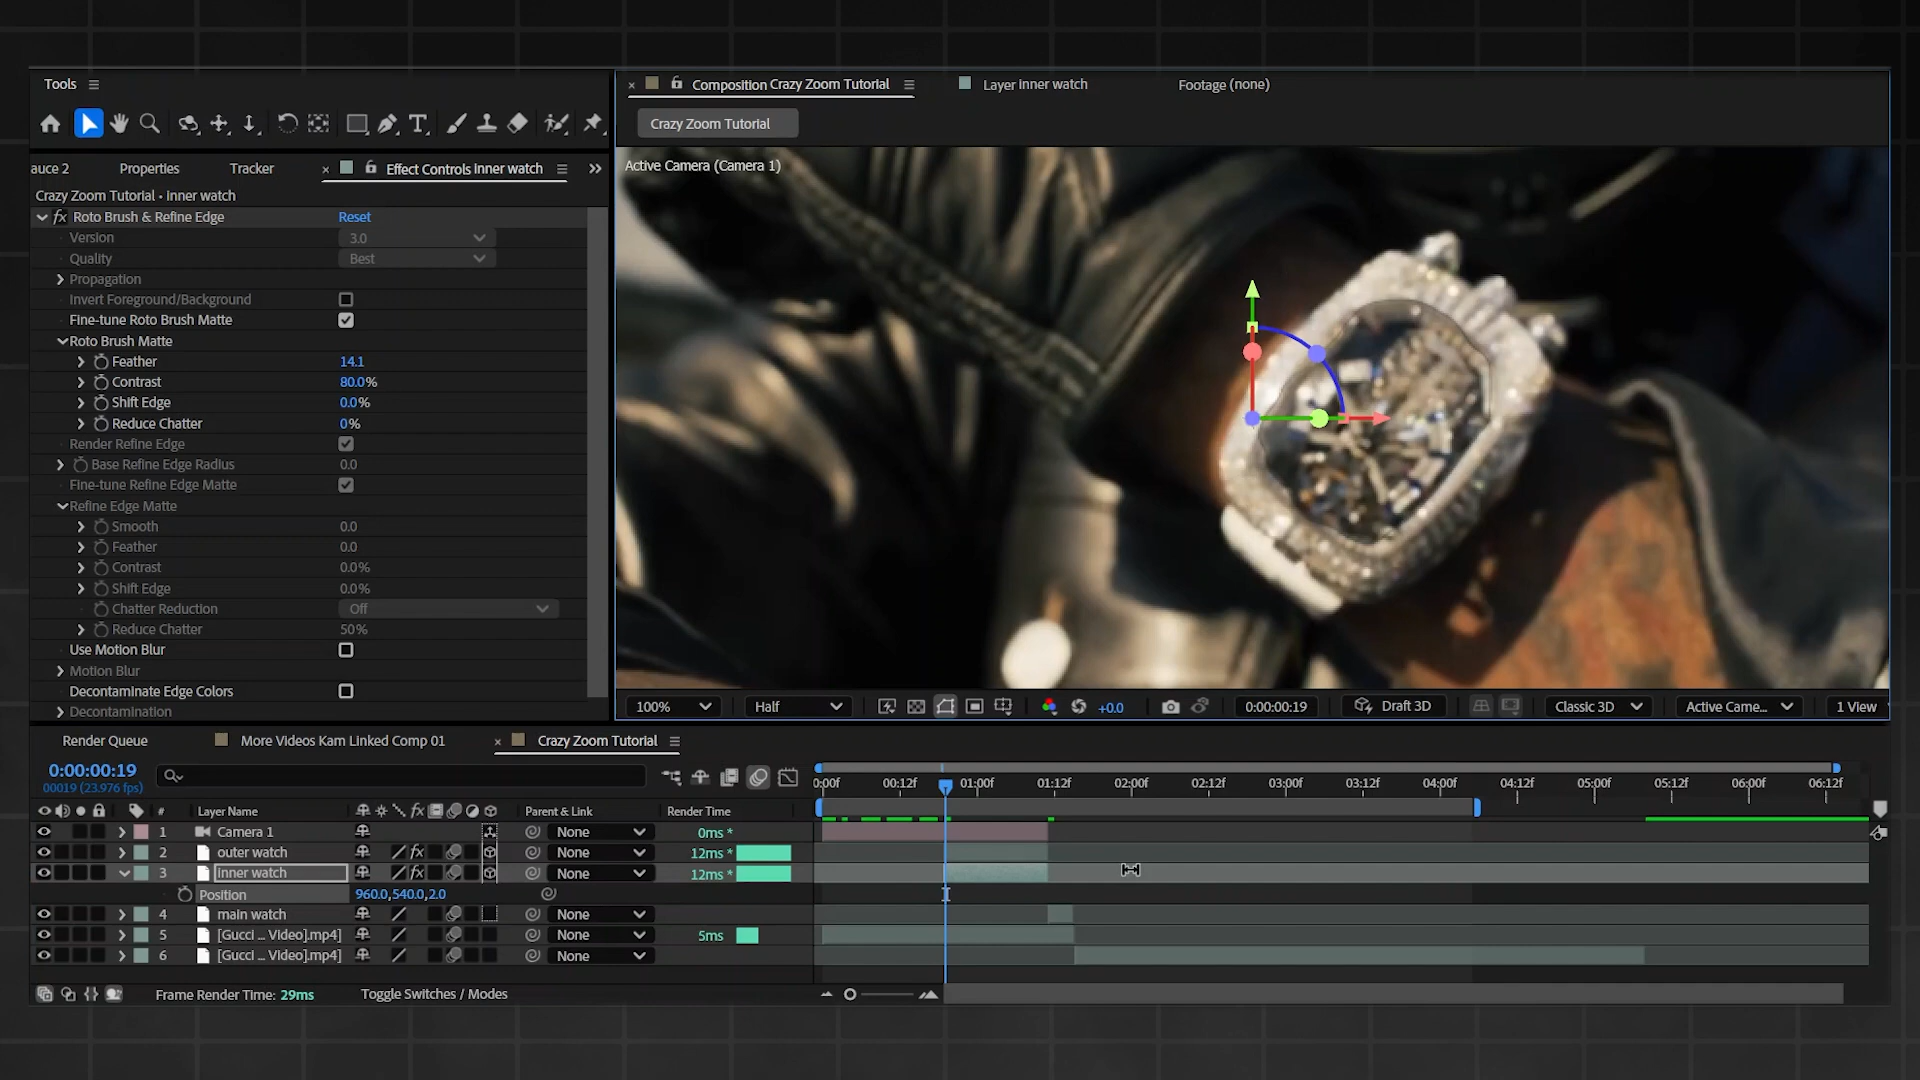 Tools
Composition Crazy Zoom Tutorial
Layer inner watch
Footage (none)
Crazy Zoom Tutorial
auce 2
Properties
Tracker
Effect Controls inner watch
Active Camera (Camera 1)
Crazy Zoom Tutorial • inner watch
fx Roto Brush & Refine Edge Reset
Version 3.0
Quality Best
Propagation
Invert Foreground/Background
Fine-tune Roto Brush Matte
Roto Brush Matte
Feather 14.1
Contrast 80.0%
Shift Edge 0.0%
Reduce Chatter 0%
Render Refine Edge
Base Refine Edge Radius 0.0
Fine-tune Refine Edge Matte
Refine Edge Matte
Smooth 0.0
Feather 0.0
Contrast 0.0%
Shift Edge 0.0%
Chatter Reduction Off
Reduce Chatter 50%
Use Motion Blur
Motion Blur
Decontaminate Edge Colors
Decontamination
100% Half +0.0 0:00:00:19 Draft 3D Classic 3D Active Came... 1 View
Render Queue
More Videos Kam Linked Comp 01
Crazy Zoom Tutorial
0:00:00:19
00019 (23.976 fps)
0:00f 00:12f 01:00f 01:12f 02:00f 02:12f 03:00f 03:12f 04:00f 04:12f 05:00f 05:12f 06:00f 06:12f
# Layer Name fx Parent & Link Render Time
1 Camera 1 None 0ms *
2 outer watch fx None 12ms *
3 inner watch fx None 12ms *
Position 960.0,540.0,2.0
4 main watch None
5 [Gucci ... Video].mp4] None 5ms
6 [Gucci ... Video].mp4] None
Frame Render Time: 29ms
Toggle Switches / Modes